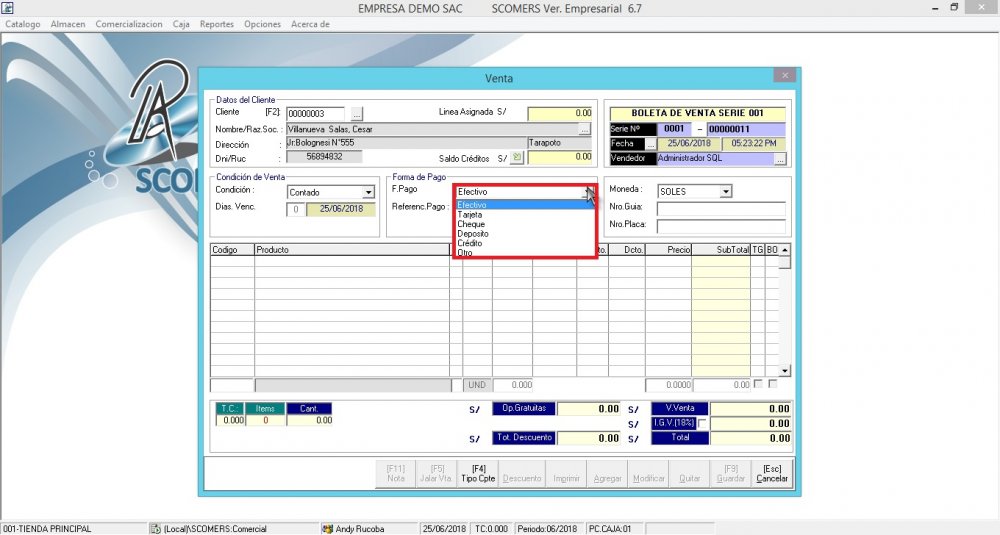 EMPRESA DEMO SAC SCOMERS Ver. Empresarial 6.7
Catalogo Almacen Comercializacion Caja Reportes Opciones Acerca de
SCO
Venta
Datos del Cliente
Cliente [F2] 00000003 ... Linea Asignada S/ 0.00
BOLETA DE VENTA SERIE 001
Nombre/Raz.Soc. : Villanueva Salas, Cesar ...
Serie Nº 0001 - 00000011
Dirección : Jr.Bolognesi N°555 Tarapoto
Fecha ... 25/06/2018 05:23:22 PM
Dni/Ruc : 56894832 Saldo Créditos S/ 0.00
Vendedor Administrador SQL ...
Condición de Venta
Forma de Pago
Condición : Contado
F.Pago Efectivo
Moneda : SOLES
Dias. Venc. 0 25/06/2018
Referenc.Pago :
Efectivo
Tarjeta
Cheque
Deposito
Crédito
Otro
Nro.Guia:
Nro.Placa:
Codigo Producto to. Dcto. Precio SubTotal TG BO
UND 0.000 0.0000 0.00
T.C.: Items Cant. S/ Op.Gratuitas 0.00 S/ V.Venta 0.00
0.000 0 0.00 S/ I.G.V.(18%) 0.00
S/ Tot. Descuento 0.00 S/ Total 0.00
[F11] [F5] [F4] [F9] [Esc]
Nota Jalar Vta Tipo Cpte Descuento Imprimir Agregar Modificar Quitar Guardar Cancelar
001-TIENDA PRINCIPAL (Local)\SCOMERS:Comercial Andy Rucoba 25/06/2018 TC:0.000 Periodo:06/2018 PC.CAJA:01